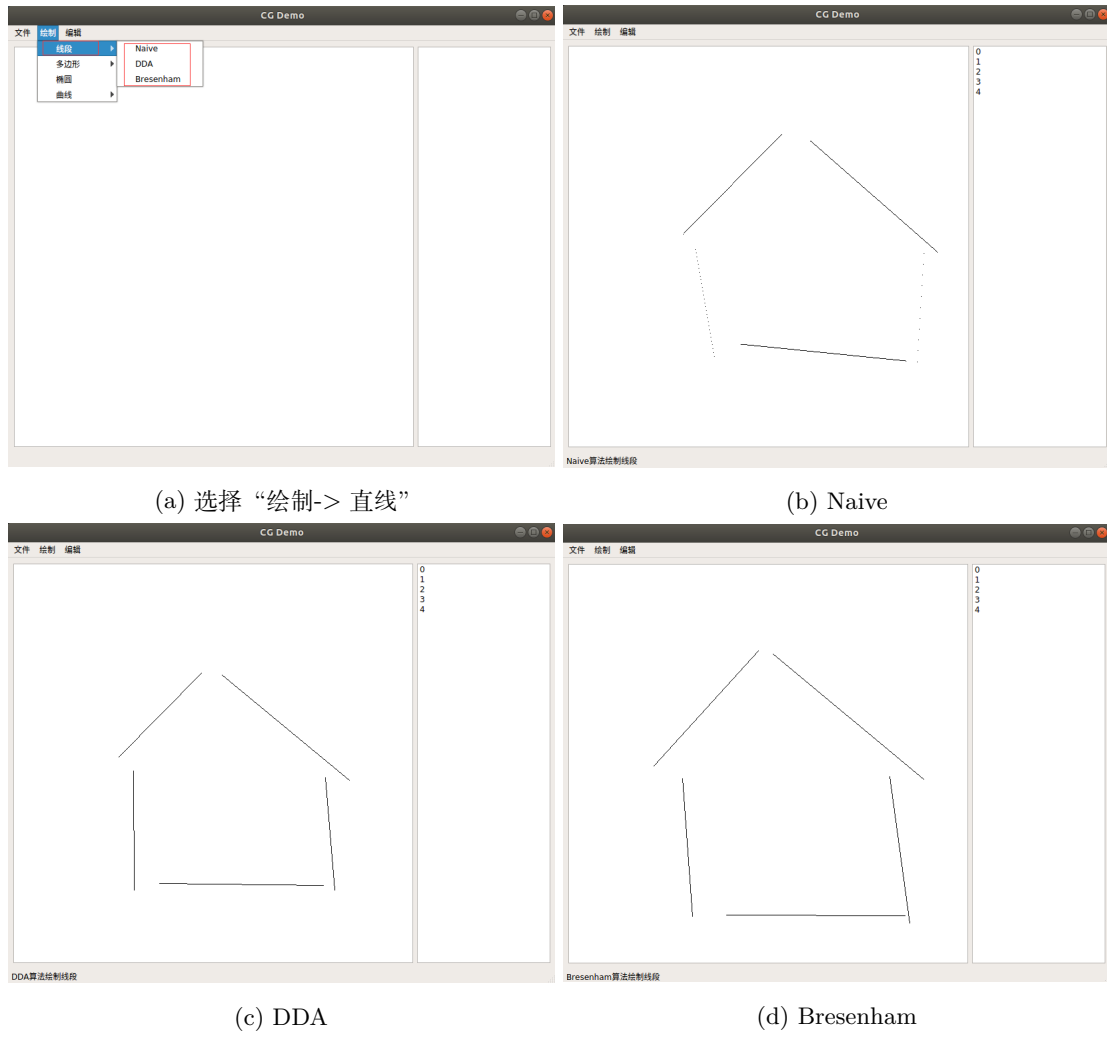 CG Demo
文件 绘制 编辑
线段
多边形
椭圆
曲线
Naive
DDA
Bresenham
(a) 选择“绘制-> 直线”
CG Demo
文件 绘制 编辑
0
1
2
3
4
Naive算法绘制线段
(b) Naive
CG Demo
文件 绘制 编辑
0
1
2
3
4
DDA算法绘制线段
(c) DDA
CG Demo
文件 绘制 编辑
0
1
2
3
4
Bresenham算法绘制线段
(d) Bresenham